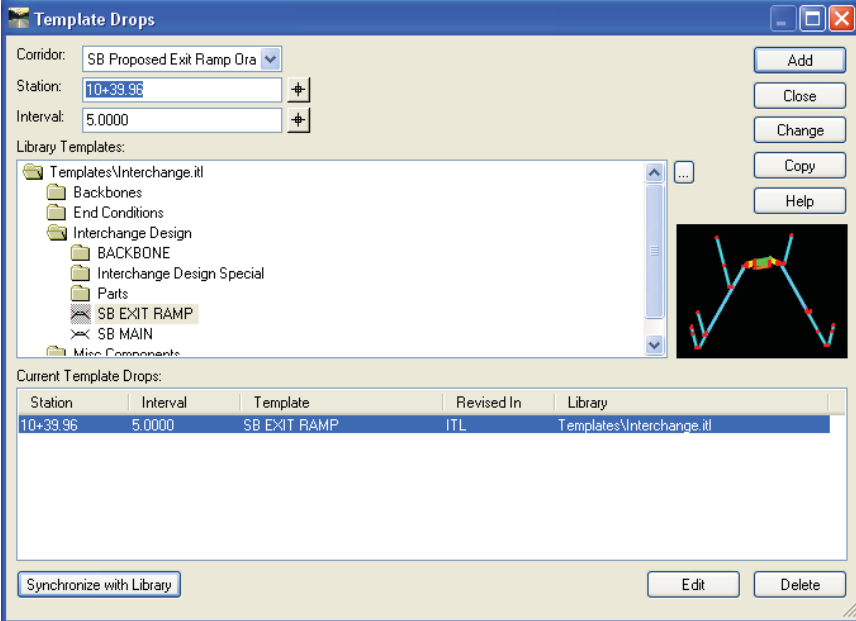 Template Drops
Corridor: SB Proposed Exit Ramp Ora
Add
Station: 10+39.96
Close
Interval: 5.0000
Change
Library Templates:
Templates\Interchange.itl
...
Copy
Backbones
End Conditions
Help
Interchange Design
BACKBONE
Interchange Design Special
Parts
SB EXIT RAMP
SB MAIN
Misc Components
Current Template Drops:
Station Interval Template Revised In Library
10+39.96 5.0000 SB EXIT RAMP ITL Templates\Interchange.itl
Synchronize with Library Edit Delete